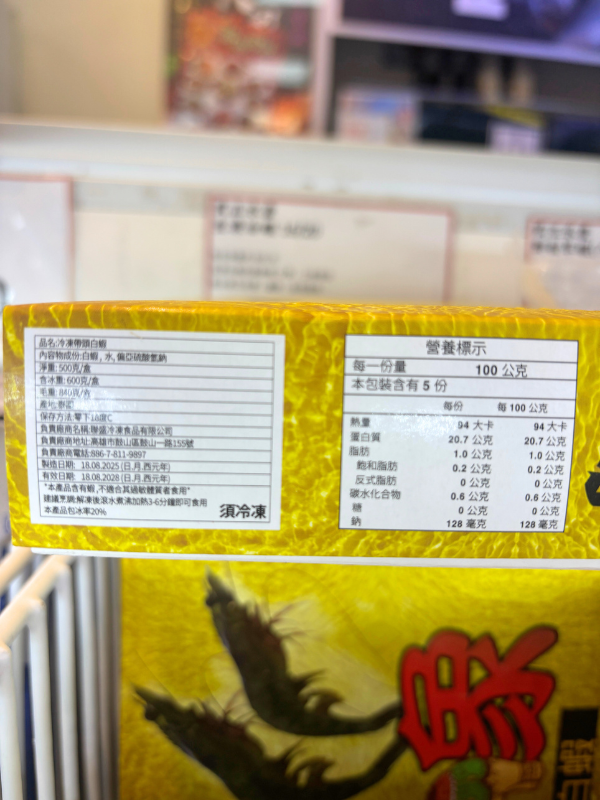 品名:冷凍帶頭白蝦
內容物成份:白蝦, 水, 偏亞硫酸氫鈉
淨重: 500克/盒
含冰重: 600克/盒
毛重: 840克/盒
產地: 泰國
保存方法:零下18度C
負責廠商名稱:聯盛冷凍食品有限公司
負責廠商地址:高雄市鼓山區鼓山一路155號
負責廠商電話:886-7-811-9897
製造日期: 18.08.2025 (日.月.西元年)
有效日期: 18.08.2028 (日.月.西元年)
"本產品含有蝦,不適合其過敏體質者食用"
建議烹調:解凍後滾水煮沸加熱3-6分鐘即可食用
本產品包冰率20%
須冷凍
營養標示
每一份量 100 公克
本包裝含有 5 份
每份 每 100 公克
熱量 94 大卡 94 大卡
蛋白質 20.7 公克 20.7 公克
脂肪 1.0 公克 1.0 公克
飽和脂肪 0.2 公克 0.2 公克
反式脂肪 0 公克 0 公克
碳水化合物 0.6 公克 0.6 公克
糖 0 公克 0 公克
鈉 128 毫克 128 毫克
象
白蝦